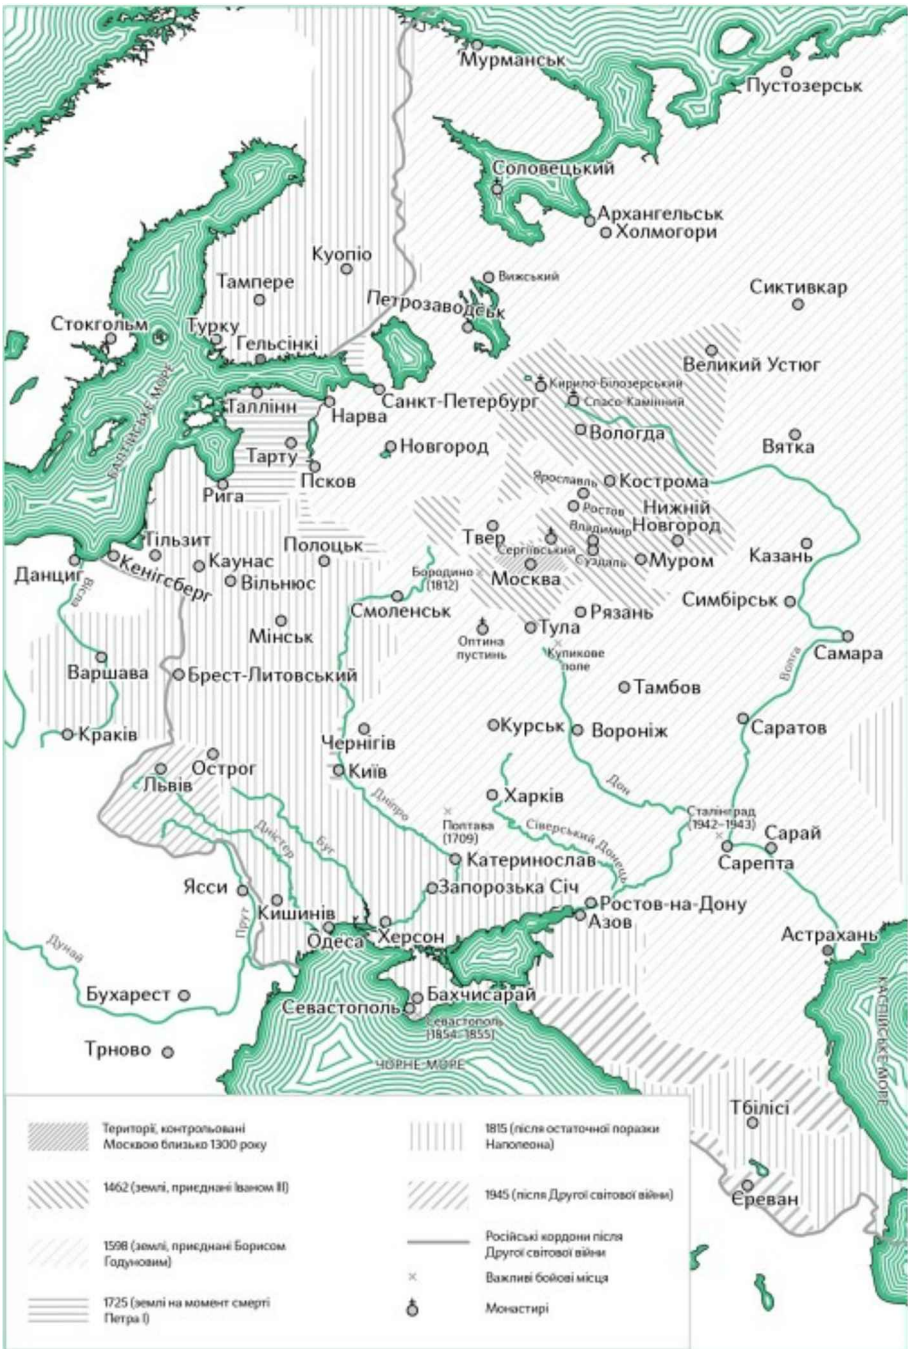 Мурманськ
Пустозерськ
Соловецький
Архангельськ
Холмогори
Куопіо
Вижський
Тампере
Сиктивкар
Петрозаводськ
Стокгольм
Турку
Гельсінкі
Великий Устюг
БАЛТІЙСЬКЕ МОРЕ
Кирило-Білозерський
Спасо-Камінний
Таллінн
Нарва
Санкт-Петербург
Вологда
Вятка
Новгород
Тарту
Псков
Рига
Ярославль
Кострома
Ростов
Нижній
Новгород
Владимир
Твер
Сергіївський
Суздаль
Муром
Казань
Москва
Тільзит
Полоцьк
Каунас
Данциг
Кенігсберг
Вільнюс
Бородино
(1812)
Вісла
Смоленськ
Симбірськ
Рязань
Мінськ
Оптина
пустинь
Тула
Куликове
поле
Самара
Волга
Варшава
Брест-Литовський
Тамбов
Краків
Чернігів
Курськ
Вороніж
Саратов
Острог
Львів
Київ
Дніпро
Харків
Дон
Полтава
(1709)
Сталінград
(1942–1943)
Сарай
Сарепта
Дністер
Буг
Сіверський Донець
Катеринослав
Ясси
Запорозька Січ
Кишинів
Прут
Ростов-на-Дону
Азов
Одеса
Херсон
Астрахань
Дунай
Бухарест
Бахчисарай
Севастополь
Севастополь
(1854–1855)
КАСПІЙСЬКЕ МОРЕ
Трново
ЧОРНЕ МОРЕ
Тбілісі
Єреван
Території, контрольовані
Москвою близько 1300 року
1462 (землі, приєднані Іваном III)
1598 (землі, приєднані Борисом
Годуновим)
1725 (землі на момент смерті
Петра I)
1815 (після остаточної поразки
Наполеона)
1945 (після Другої світової війни)
Російські кордони після
Другої світової війни
Важливі бойові місця
Монастирі